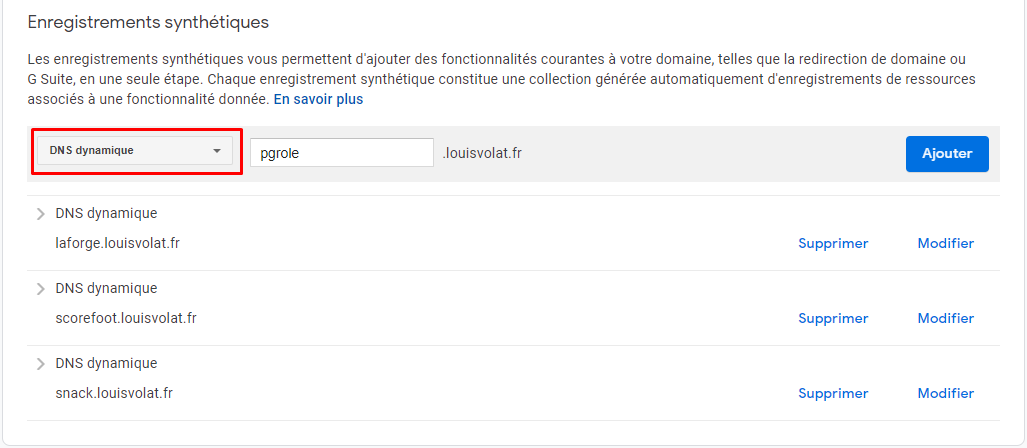 Enregistrements synthétiques
Les enregistrements synthétiques vous permettent d'ajouter des fonctionnalités courantes à votre domaine, telles que la redirection de domaine ou
G Suite, en une seule étape. Chaque enregistrement synthétique constitue une collection générée automatiquement d'enregistrements de ressources
associés à une fonctionnalité donnée. En savoir plus
DNS dynamique pgrole .louisvolat.fr Ajouter
DNS dynamique
laforge.louisvolat.fr Supprimer Modifier
DNS dynamique
scorefoot.louisvolat.fr Supprimer Modifier
DNS dynamique
snack.louisvolat.fr Supprimer Modifier